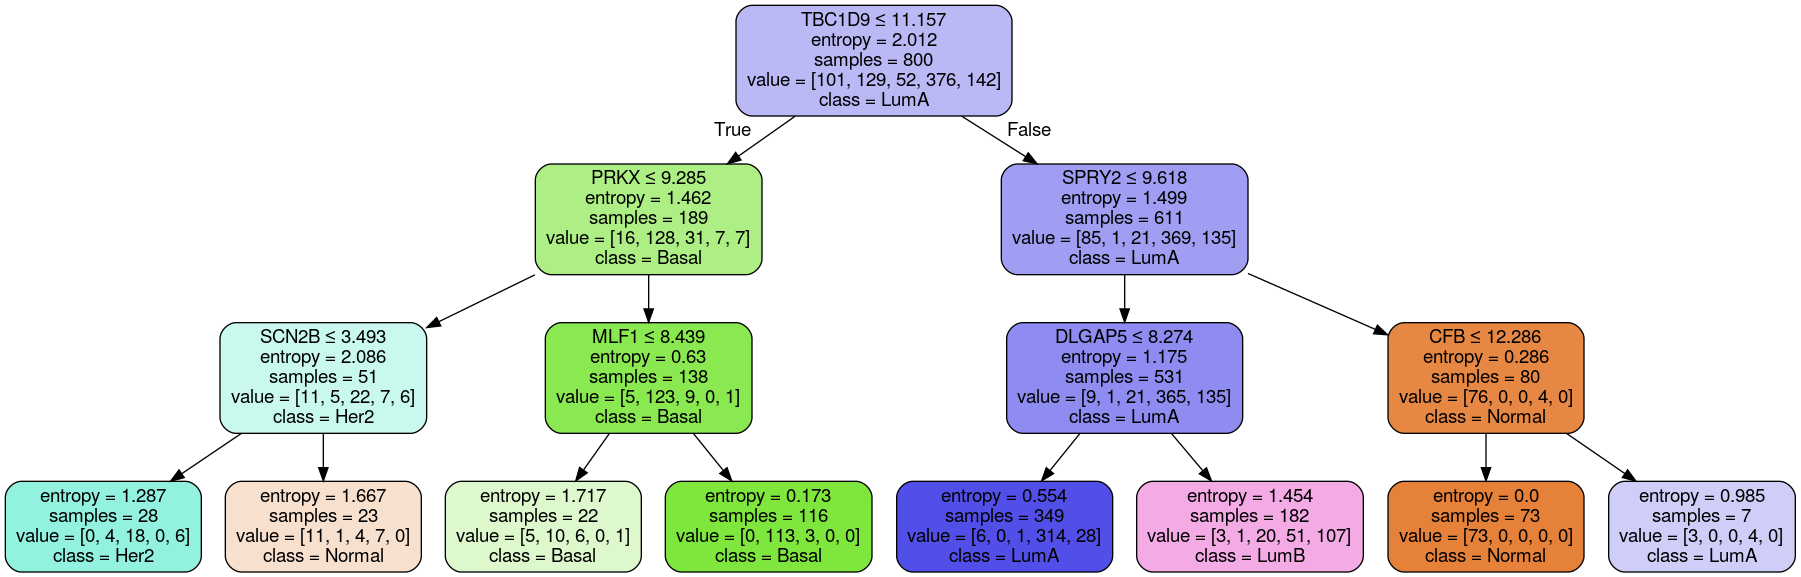 TBC1D9 ≤ 11.157
entropy = 2.012
samples = 800
value = [101, 129, 52, 376, 142]
class = LumA
True
False
PRKX ≤ 9.285
entropy = 1.462
samples = 189
value = [16, 128, 31, 7, 7]
class = Basal
SPRY2 ≤ 9.618
entropy = 1.499
samples = 611
value = [85, 1, 21, 369, 135]
class = LumA
SCN2B ≤ 3.493
entropy = 2.086
samples = 51
value = [11, 5, 22, 7, 6]
class = Her2
MLF1 ≤ 8.439
entropy = 0.63
samples = 138
value = [5, 123, 9, 0, 1]
class = Basal
DLGAP5 ≤ 8.274
entropy = 1.175
samples = 531
value = [9, 1, 21, 365, 135]
class = LumA
CFB ≤ 12.286
entropy = 0.286
samples = 80
value = [76, 0, 0, 4, 0]
class = Normal
entropy = 1.287
samples = 28
value = [0, 4, 18, 0, 6]
class = Her2
entropy = 1.667
samples = 23
value = [11, 1, 4, 7, 0]
class = Normal
entropy = 1.717
samples = 22
value = [5, 10, 6, 0, 1]
class = Basal
entropy = 0.173
samples = 116
value = [0, 113, 3, 0, 0]
class = Basal
entropy = 0.554
samples = 349
value = [6, 0, 1, 314, 28]
class = LumA
entropy = 1.454
samples = 182
value = [3, 1, 20, 51, 107]
class = LumB
entropy = 0.0
samples = 73
value = [73, 0, 0, 0, 0]
class = Normal
entropy = 0.985
samples = 7
value = [3, 0, 0, 4, 0]
class = LumA